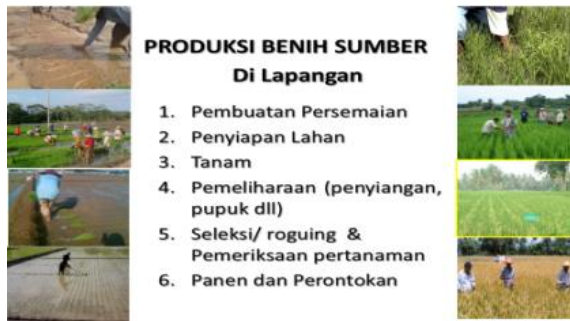 PRODUKSI BENIH SUMBER
Di Lapangan
1. Pembuatan Persemaian
2. Penyiapan Lahan
3. Tanam
4. Pemeliharaan (penyiangan,
pupuk dll)
5. Seleksi/ roguing &
Pemeriksaan pertanaman
6. Panen dan Perontokan